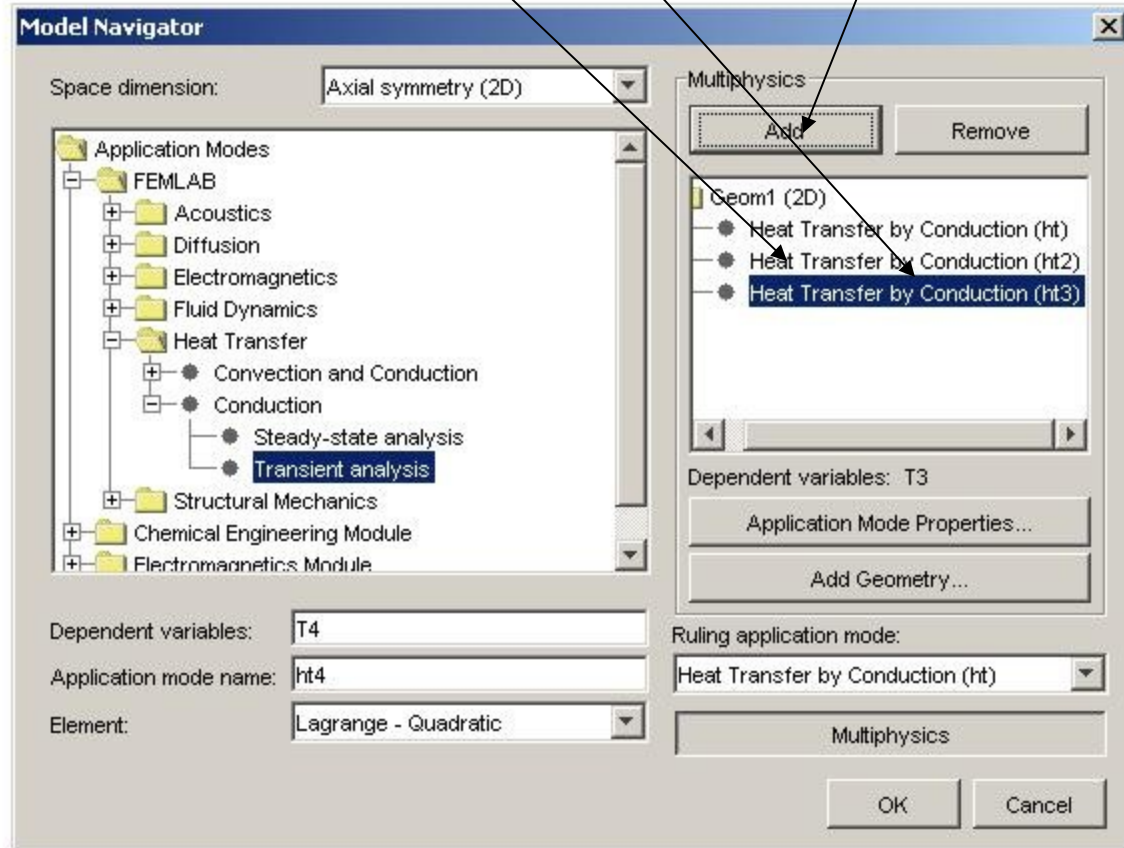 Model Navigator
Space dimension:
Axial symmetry (2D)
Application Modes
FEMLAB
Acoustics
Diffusion
Electromagnetics
Fluid Dynamics
Heat Transfer
Convection and Conduction
Conduction
Steady-state analysis
Transient analysis
Structural Mechanics
Chemical Engineering Module
Electromagnetics Module
Dependent variables:
T4
Application mode name:
ht4
Element:
Lagrange - Quadratic
Multiphysics
Add
Remove
Geom1 (2D)
Heat Transfer by Conduction (ht)
Heat Transfer by Conduction (ht2)
Heat Transfer by Conduction (ht3)
Dependent variables: T3
Application Mode Properties...
Add Geometry...
Ruling application mode:
Heat Transfer by Conduction (ht)
Multiphysics
OK
Cancel